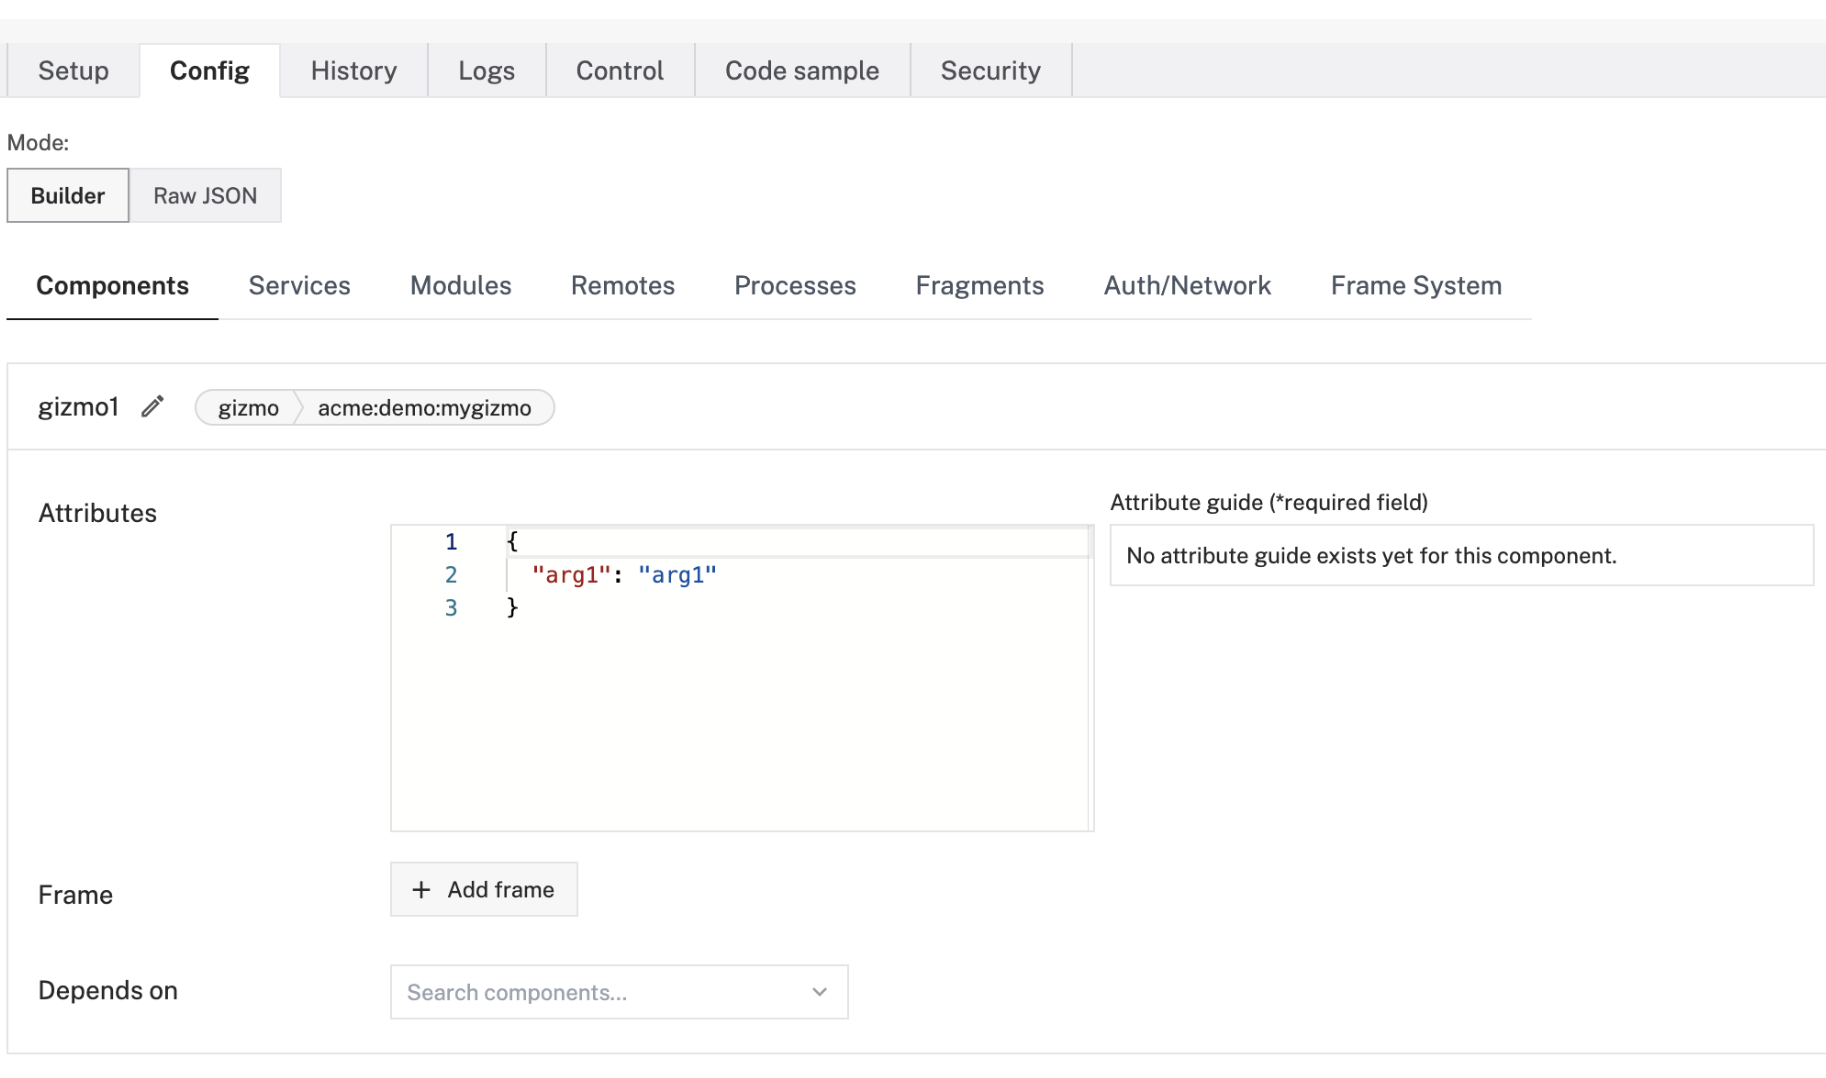 Setup Config History Logs Control Code sample Security
Mode:
Builder Raw JSON
Components Services Modules Remotes Processes Fragments Auth/Network Frame System
gizmo1 gizmo acme:demo:mygizmo
Attributes
1 {
2 "arg1": "arg1"
3 }
Attribute guide (*required field)
No attribute guide exists yet for this component.
Frame
+ Add frame
Depends on
Search components...